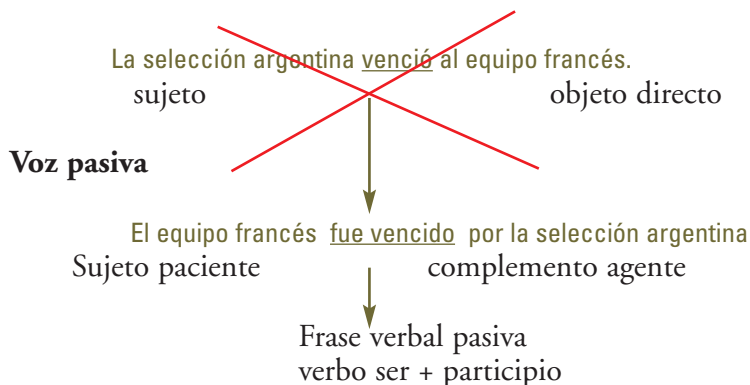 La selección argentina venció al equipo francés.
sujeto objeto directo
Voz pasiva
El equipo francés fue vencido por la selección argentina
Sujeto paciente complemento agente
Frase verbal pasiva
verbo ser + participio